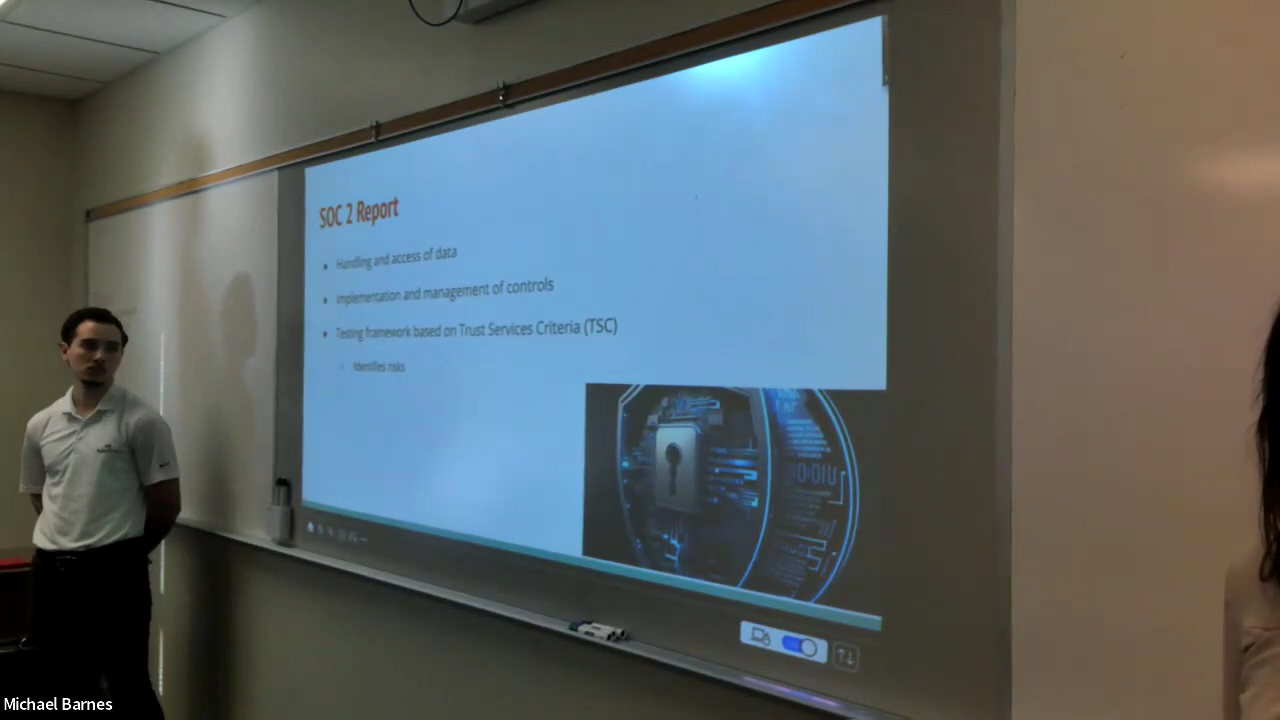 SOC 2 Report
Handling and access of data
Implementation and management of controls
Testing framework based on Trust Services Criteria (TSC)
Identifies risks
Michael Barnes